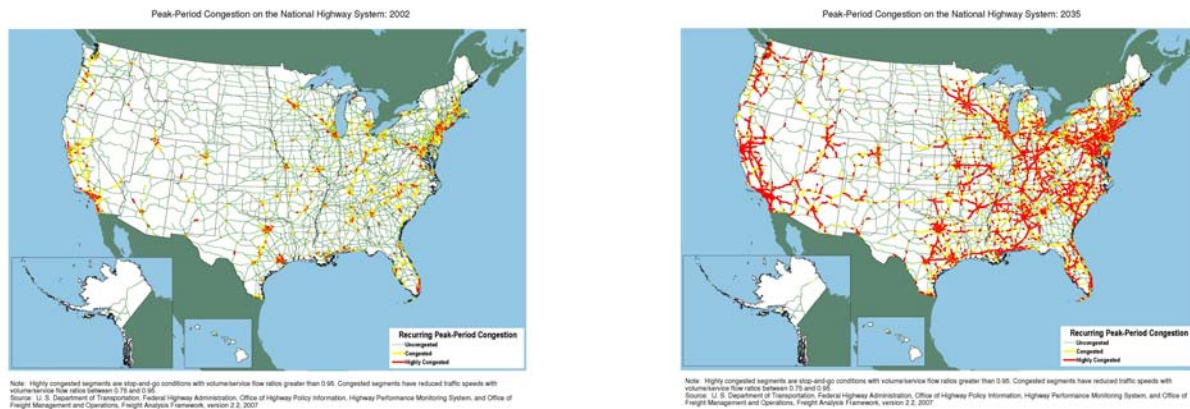 Peak-Period Congestion on the National Highway System: 2002
Recurring Peak-Period Congestion
Uncongested
Congested
Highly Congested
Note: Highly congested segments are stop-and-go conditions with volume/service flow ratios greater than 0.95. Congested segments have reduced traffic speeds with
volume/service flow ratios between 0.75 and 0.95.
Source: U. S. Department of Transportation, Federal Highway Administration, Office of Highway Policy Information, Highway Performance Monitoring System, and Office of
Freight Management and Operations, Freight Analysis Framework, version 2.2, 2007
Peak-Period Congestion on the National Highway System: 2035
Recurring Peak-Period Congestion
Uncongested
Congested
Highly Congested
Note: Highly congested segments are stop-and-go conditions with volume/service flow ratios greater than 0.95. Congested segments have reduced traffic speeds with
volume/service flow ratios between 0.75 and 0.95.
Source: U. S. Department of Transportation, Federal Highway Administration, Office of Highway Policy Information, Highway Performance Monitoring System, and Office of
Freight Management and Operations, Freight Analysis Framework, version 2.2, 2007